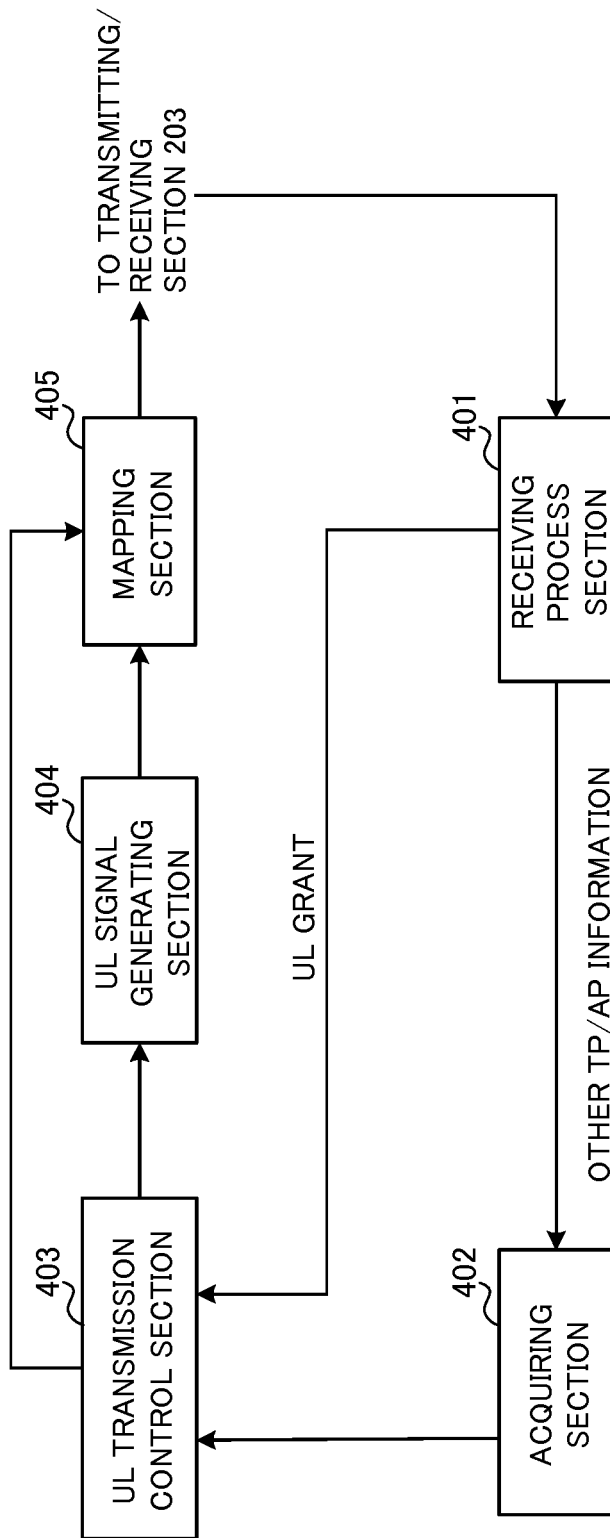 403
UL TRANSMISSION
CONTROL SECTION
404
UL SIGNAL
GENERATING
SECTION
405
MAPPING
SECTION
TO TRANSMITTING/
RECEIVING
SECTION 203
UL GRANT
402
ACQUIRING
SECTION
OTHER TP/AP INFORMATION
401
RECEIVING
PROCESS
SECTION